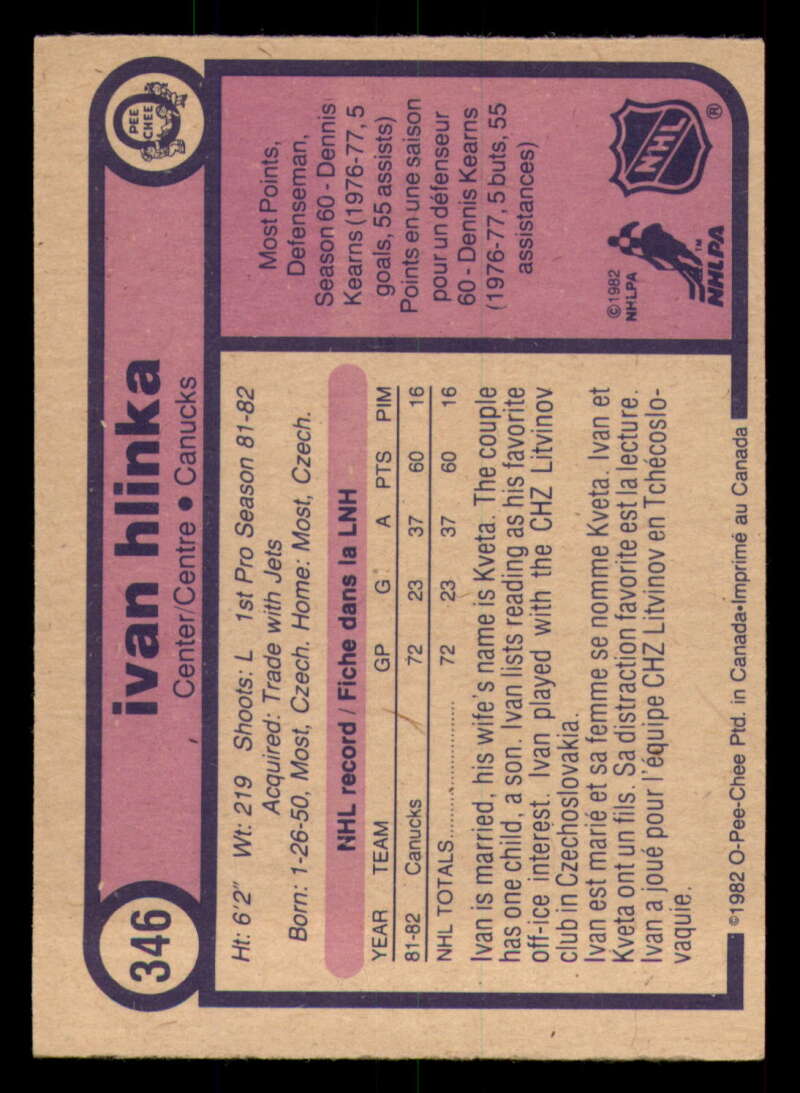 346
ivan hlinka
Center/Centre • Canucks
O
PEE
CHEE
Ht: 6'2" Wt: 219 Shoots: L 1st Pro Season 81-82
Acquired: Trade with Jets
Born: 1-26-50, Most, Czech. Home: Most, Czech.
NHL record / Fiche dans la LNH
YEAR TEAM GP G A PTS PIM
81-82 Canucks 72 23 37 60 16
NHL TOTALS.................... 72 23 37 60 16
Ivan is married, his wife's name is Kveta. The couple
has one child, a son. Ivan lists reading as his favorite
off-ice interest. Ivan played with the CHZ Litvinov
club in Czechoslovakia.
Ivan est marié et sa femme se nomme Kveta. Ivan et
Kveta ont un fils. Sa distraction favorite est la lecture.
Ivan a joué pour l'équipe CHZ Litvinov en Tchécoslo-
vaquie.
Most Points,
Defenseman,
Season 60 - Dennis
Kearns (1976-77, 5
goals, 55 assists)
Points en une saison
pour un défenseur
60 - Dennis Kearns
(1976-77, 5 buts, 55
assistances)
©1982
NHLPA
NHLPA™
NHL®
©1982 O-Pee-Chee Ptd. in Canada•Imprimé au Canada